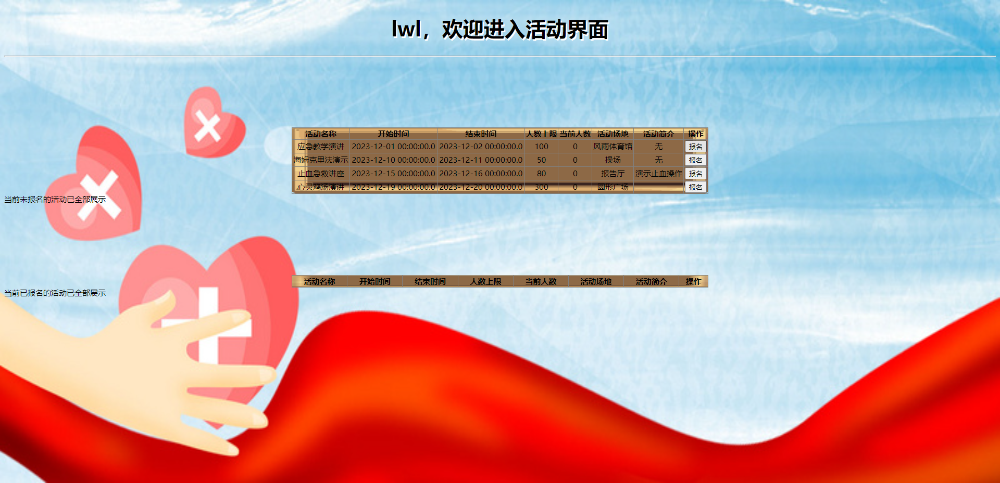 lwl，欢迎进入活动界面
活动名称 开始时间 结束时间 人数上限 当前人数 活动场地 活动简介 操作
应急教学演讲 2023-12-01 00:00:00.0 2023-12-02 00:00:00.0 100 0 风雨体育馆 无 报名
海姆克里法演示 2023-12-10 00:00:00.0 2023-12-11 00:00:00.0 50 0 操场 无 报名
止血急救讲座 2023-12-15 00:00:00.0 2023-12-16 00:00:00.0 80 0 报告厅 演示止血操作 报名
心灵鸡汤演讲 2023-12-19 00:00:00.0 2023-12-20 00:00:00.0 300 0 圆形广场 报名
当前未报名的活动已全部展示
活动名称 开始时间 结束时间 人数上限 当前人数 活动场地 活动简介 操作
当前已报名的活动已全部展示